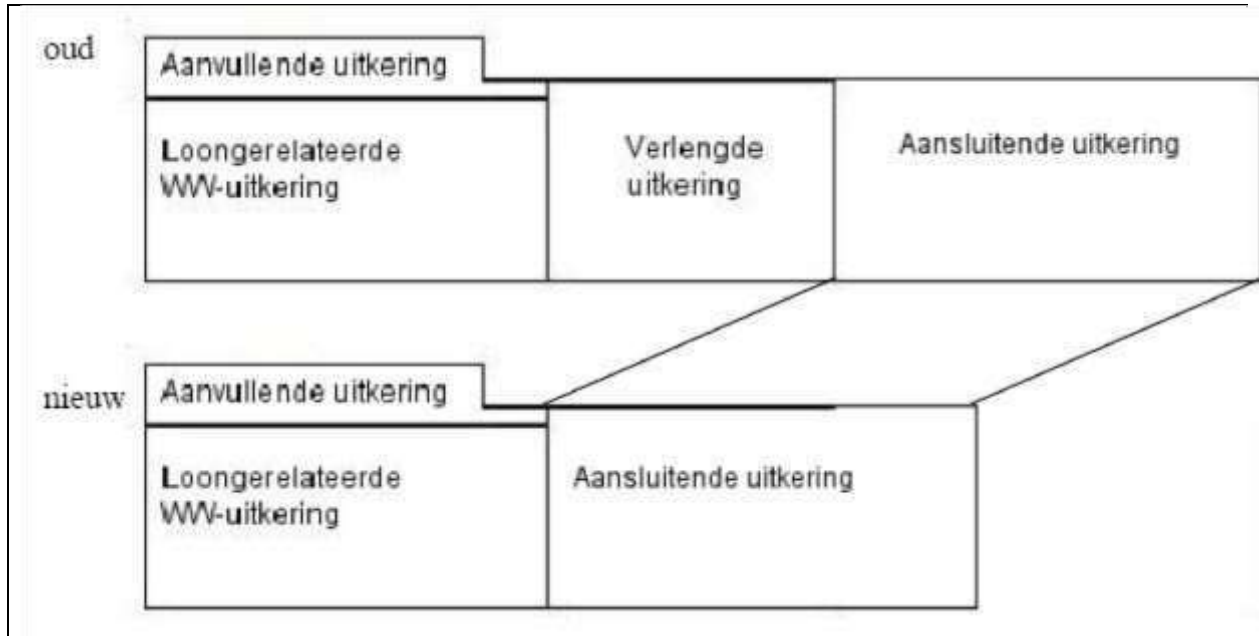 oud
Aanvullende uitkering
Loongerelateerde
WW-uitkering
Verlengde
uitkering
Aansluitende uitkering
nieuw
Aanvullende uitkering
Loongerelateerde
WW-uitkering
Aansluitende uitkering